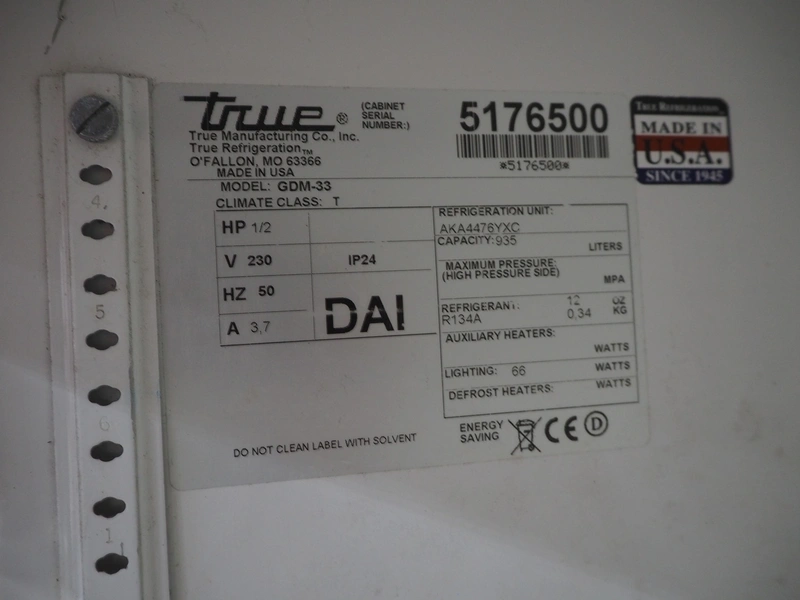 true® (CABINET SERIAL NUMBER:) 5176500
*5176500*
True Manufacturing Co., Inc.
True Refrigeration™
O'FALLON, MO 63366
MADE IN USA
MODEL: GDM-33
CLIMATE CLASS: T
HP 1/2
V 230 IP24
HZ 50
A 3,7
DAI
REFRIGERATION UNIT:
AKA4476YXC
CAPACITY: 935 LITERS
MAXIMUM PRESSURE:
(HIGH PRESSURE SIDE) MPA
REFRIGERANT: 12 OZ
R134A 0,34 KG
AUXILIARY HEATERS:
WATTS
LIGHTING: 66 WATTS
DEFROST HEATERS: WATTS
DO NOT CLEAN LABEL WITH SOLVENT
ENERGY
SAVING
CE D
TRUE REFRIGERATION
MADE IN
U.S.A.
SINCE 1945
4
5
6
1